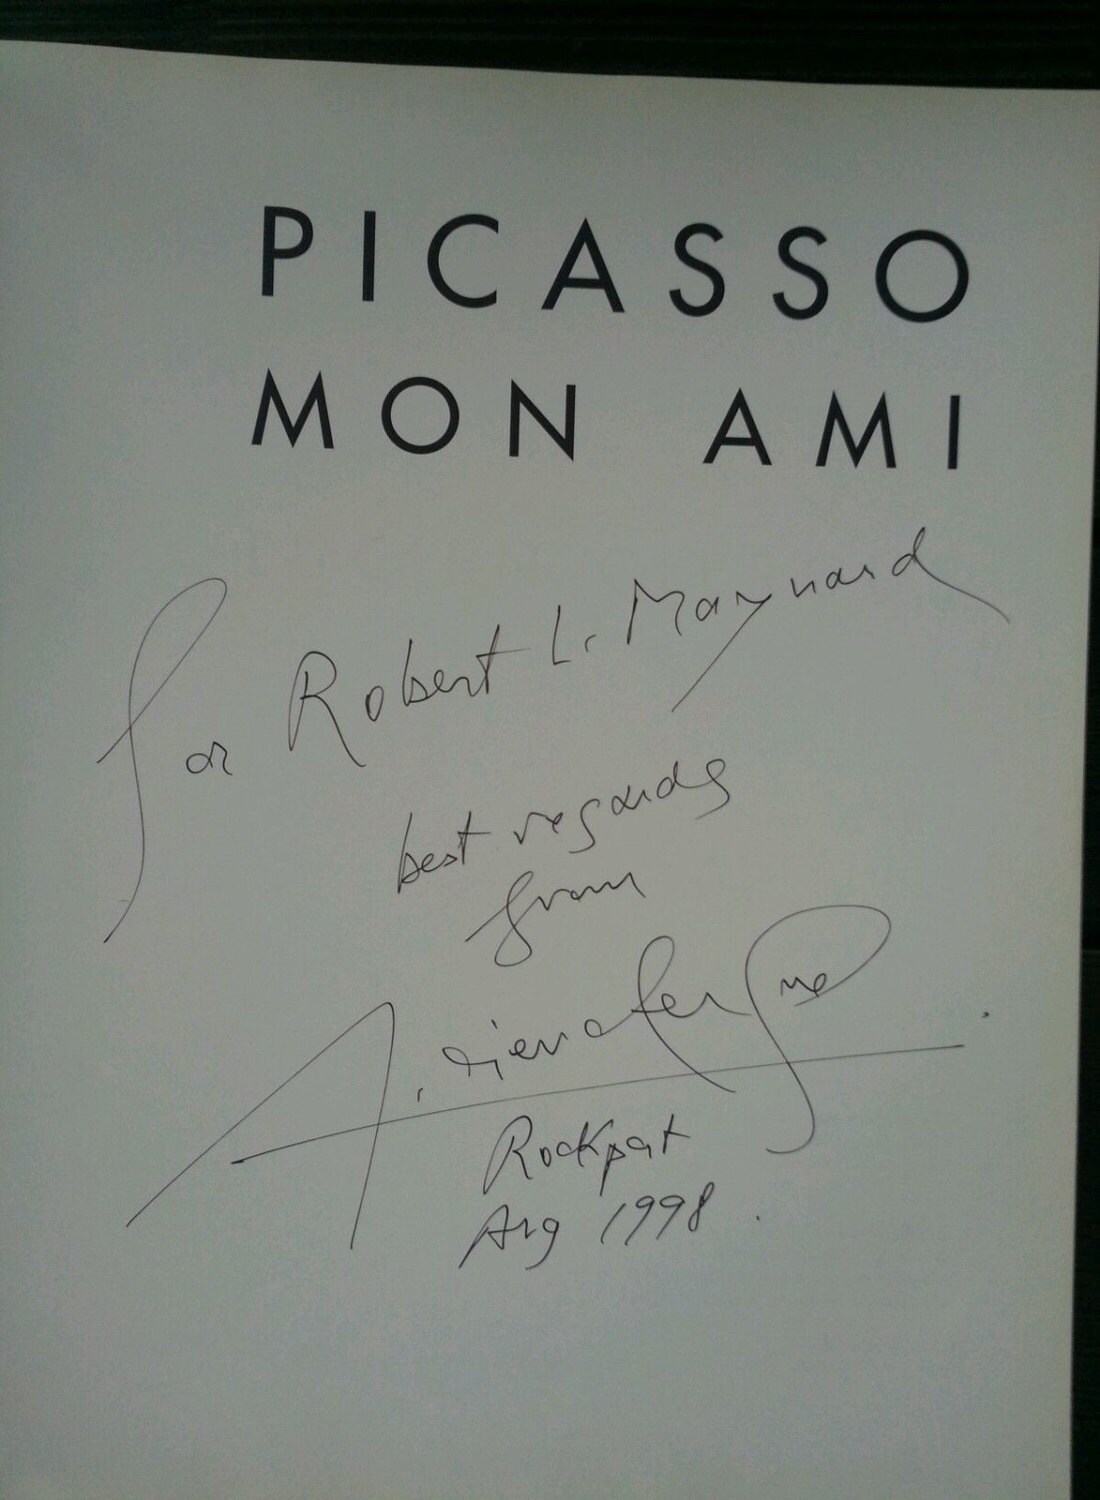 PICASSO
MON AMI
for Robert L. Maynard
best regards
from
Rockport
Aug 1998